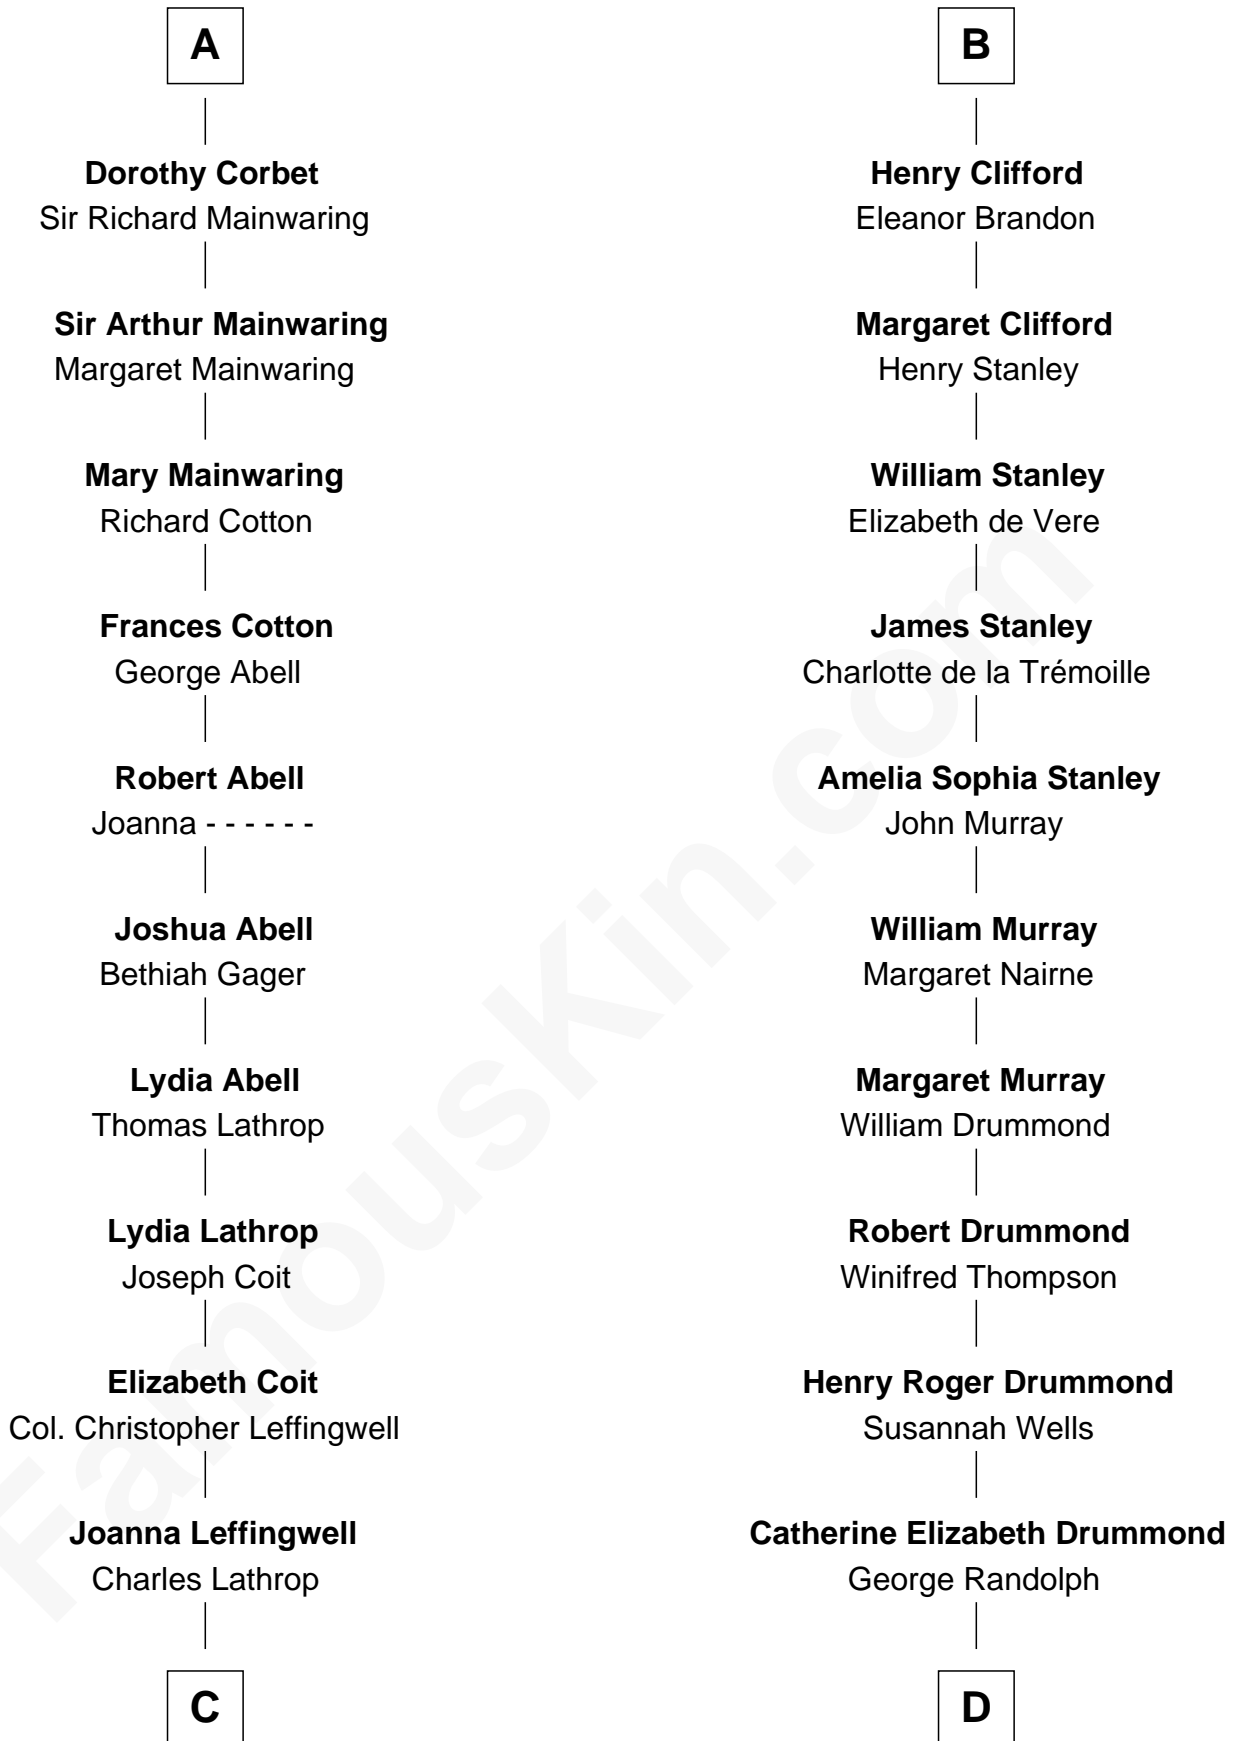 A
Dorothy Corbet
Sir Richard Mainwaring
Sir Arthur Mainwaring
Margaret Mainwaring
Mary Mainwaring
Richard Cotton
Frances Cotton
George Abell
Robert Abell
Joanna - - - - - -
Joshua Abell
Bethiah Gager
Lydia Abell
Thomas Lathrop
Lydia Lathrop
Joseph Coit
Elizabeth Coit
Col. Christopher Leffingwell
Joanna Leffingwell
Charles Lathrop
C
B
Henry Clifford
Eleanor Brandon
Margaret Clifford
Henry Stanley
William Stanley
Elizabeth de Vere
James Stanley
Charlotte de la Trémoille
Amelia Sophia Stanley
John Murray
William Murray
Margaret Nairne
Margaret Murray
William Drummond
Robert Drummond
Winifred Thompson
Henry Roger Drummond
Susannah Wells
Catherine Elizabeth Drummond
George Randolph
D
FamousKin.com